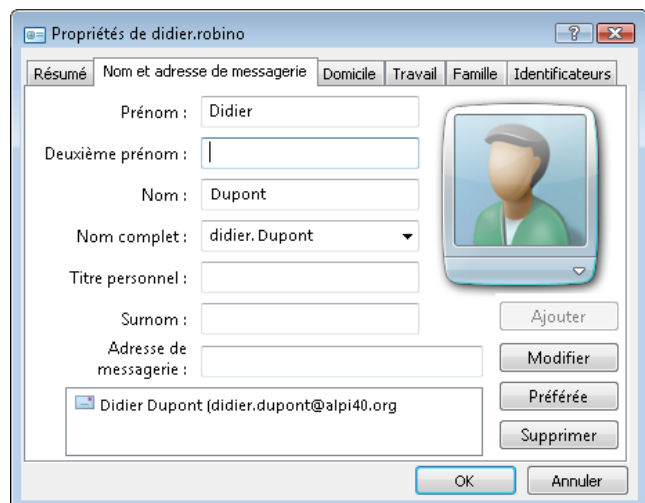 Propriétés de didier.robino
Résumé Nom et adresse de messagerie Domicile Travail Famille Identificateurs
Prénom : Didier
Deuxième prénom :
Nom : Dupont
Nom complet : didier. Dupont
Titre personnel :
Surnom :
Ajouter
Adresse de
messagerie :
Modifier
Didier Dupont (didier.dupont@alpi40.org
Préférée
Supprimer
OK Annuler